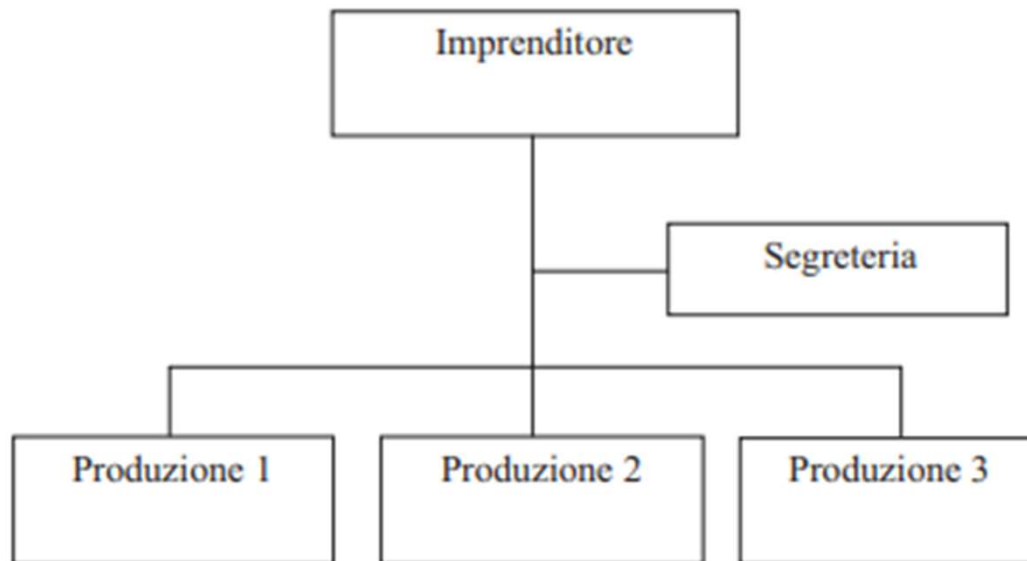 Imprenditore
Segreteria
Produzione 1
Produzione 2
Produzione 3